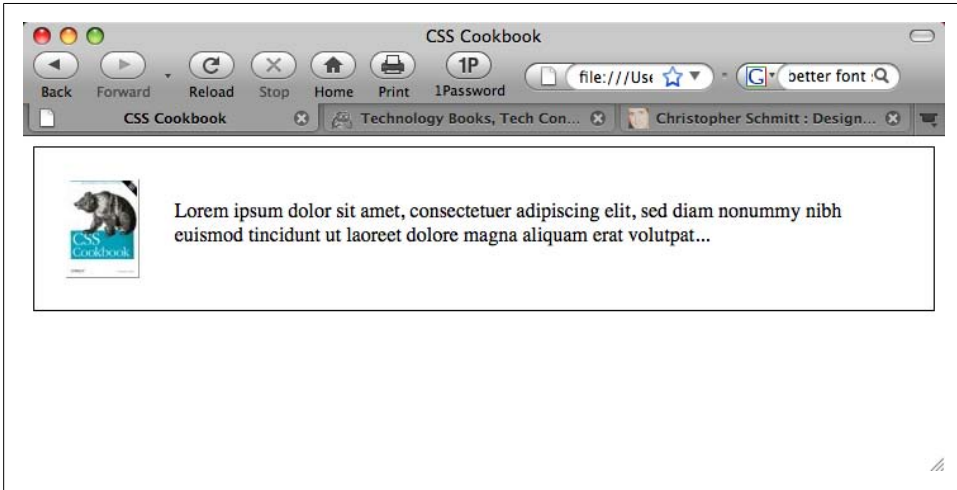 CSS Cookbook
1P
Back Forward Reload Stop Home Print 1Password
file:///Use
G
better font
CSS Cookbook
Technology Books, Tech Con...
Christopher Schmitt : Design...
CSS
Cookbook
Lorem ipsum dolor sit amet, consectetuer adipiscing elit, sed diam nonummy nibh
euismod tincidunt ut laoreet dolore magna aliquam erat volutpat...